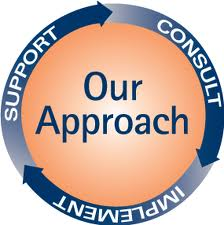 Our
Approach
CONSULT
IMPLEMENT
SUPPORT